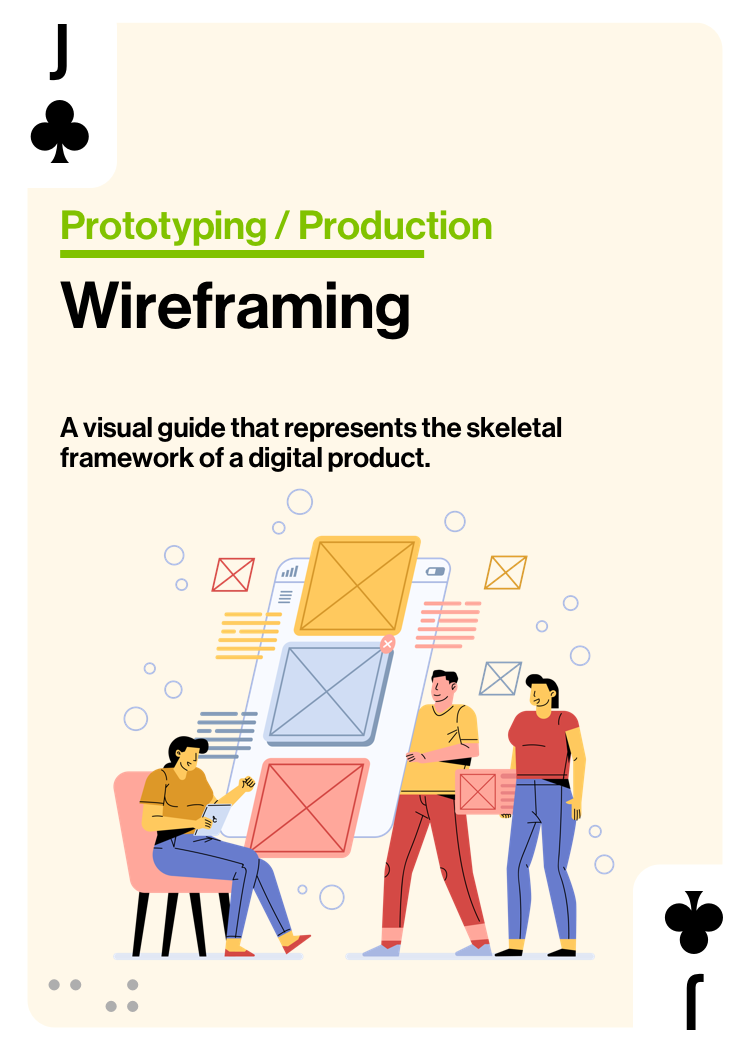 J
Prototyping / Production
Wireframing
A visual guide that represents the skeletal
framework of a digital product.
J